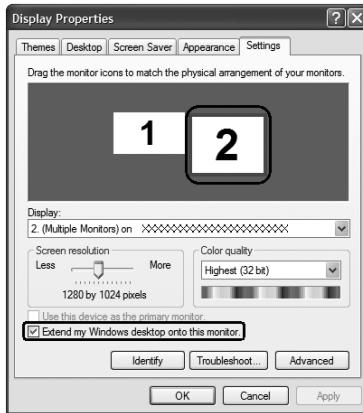 Display Properties
Themes Desktop Screen Saver Appearance Settings
Drag the monitor icons to match the physical arrangement of your monitors.
1 2
Display:
2. (Multiple Monitors) on XXXXXXXXXXXXXXXXXXXXXX
Screen resolution
Less More
1280 by 1024 pixels
Color quality
Highest (32 bit)
Use this device as the primary monitor.
Extend my Windows desktop onto this monitor.
Identify Troubleshoot... Advanced
OK Cancel Apply